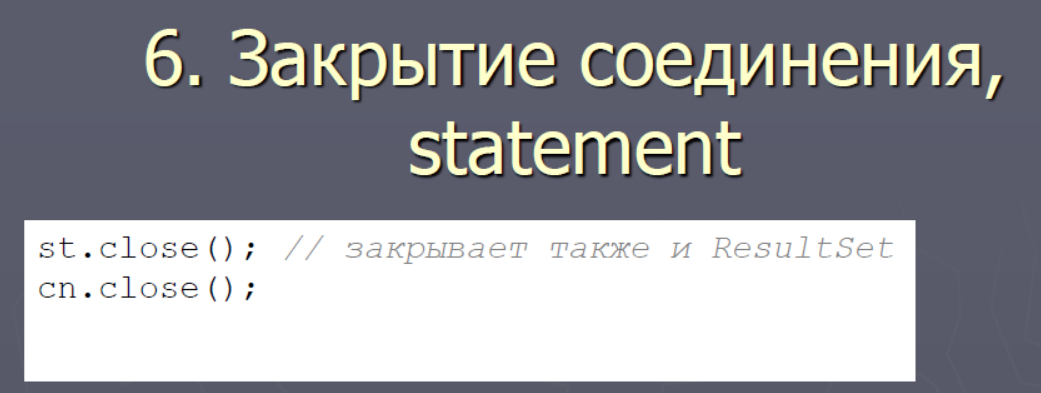 6. Закрытие соединения,
statement
st.close(); // закрывает также и ResultSet
cn.close();